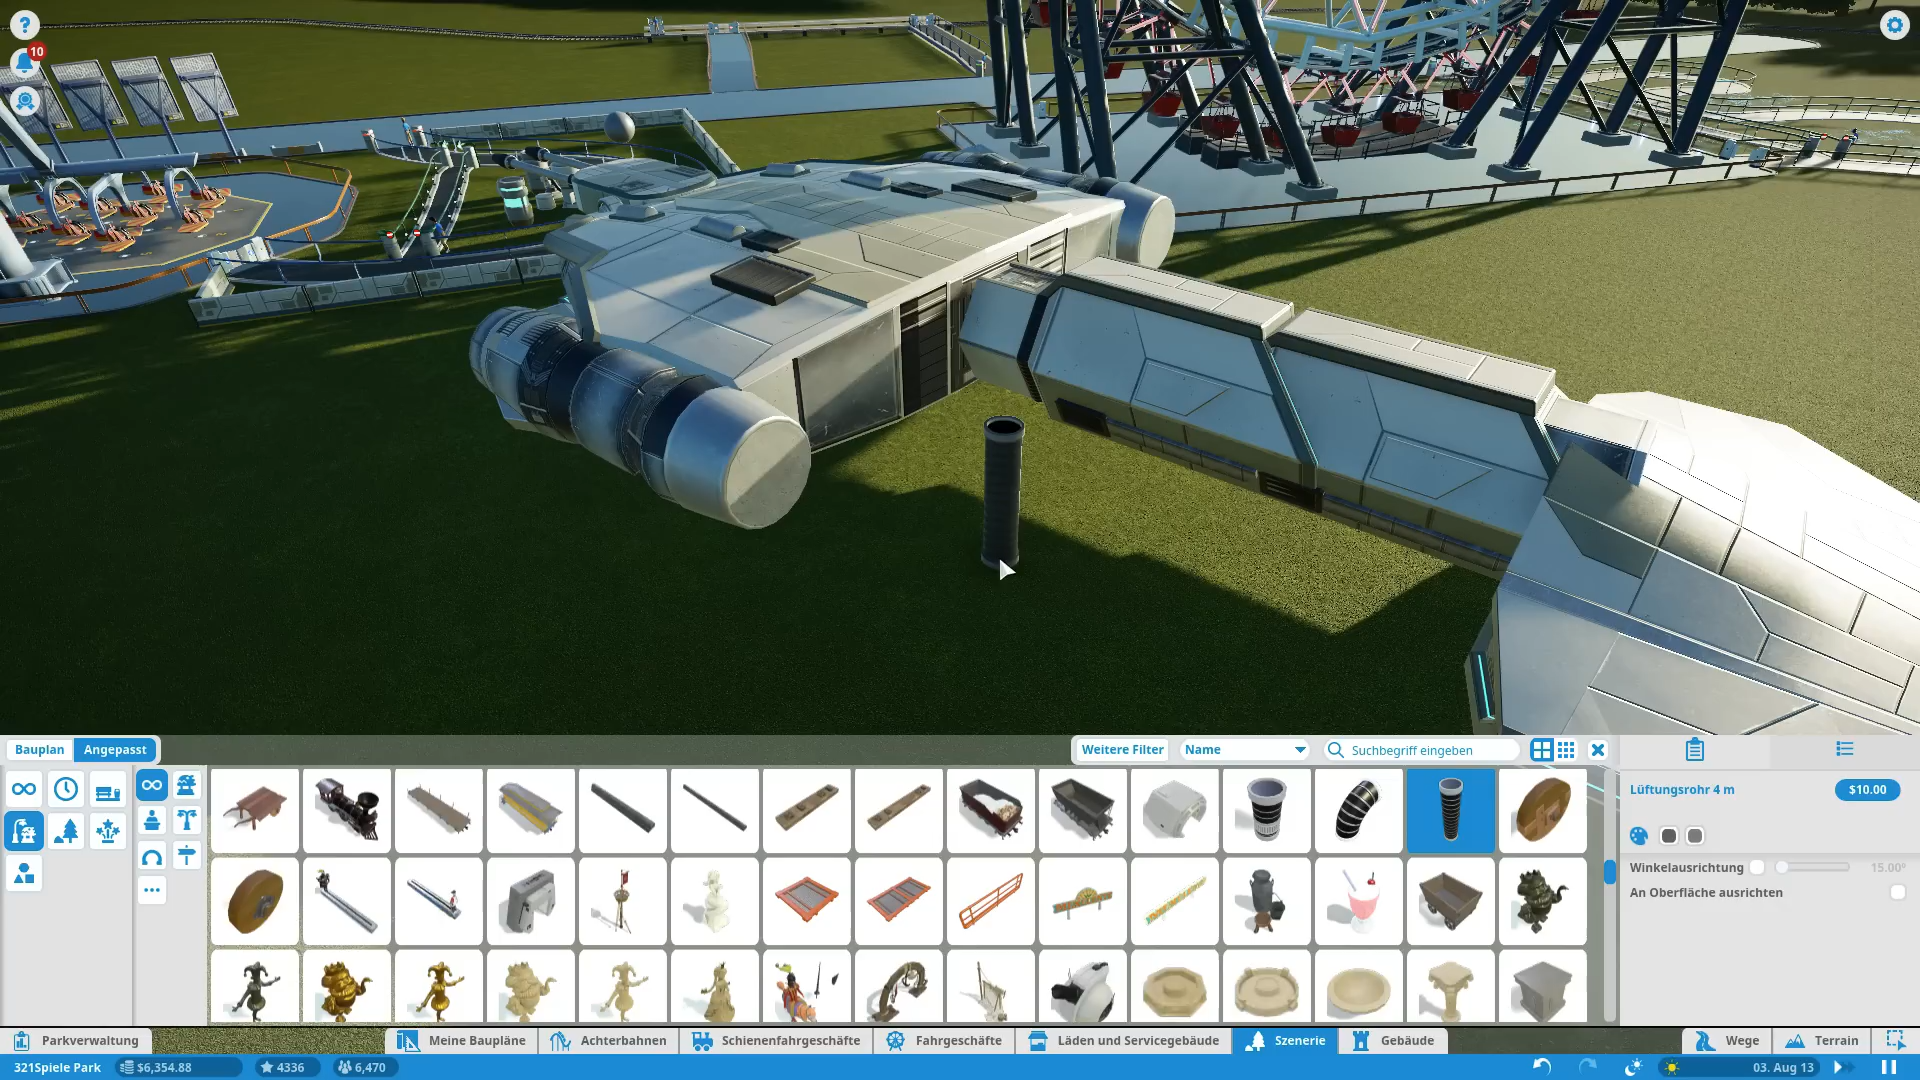 ?
10
Bauplan
Angepasst
Weitere Filter
Name
Suchbegriff eingeben
Lüftungsrohr 4 m
$10.00
Winkelausrichtung
15.00°
An Oberfläche ausrichten
Parkverwaltung
Meine Baupläne
Achterbahnen
Schienenfahrgeschäfte
Fahrgeschäfte
Läden und Servicegebäude
Szenerie
Gebäude
Wege
Terrain
321Spiele Park
$6,354.88
4336
6,470
03. Aug 13